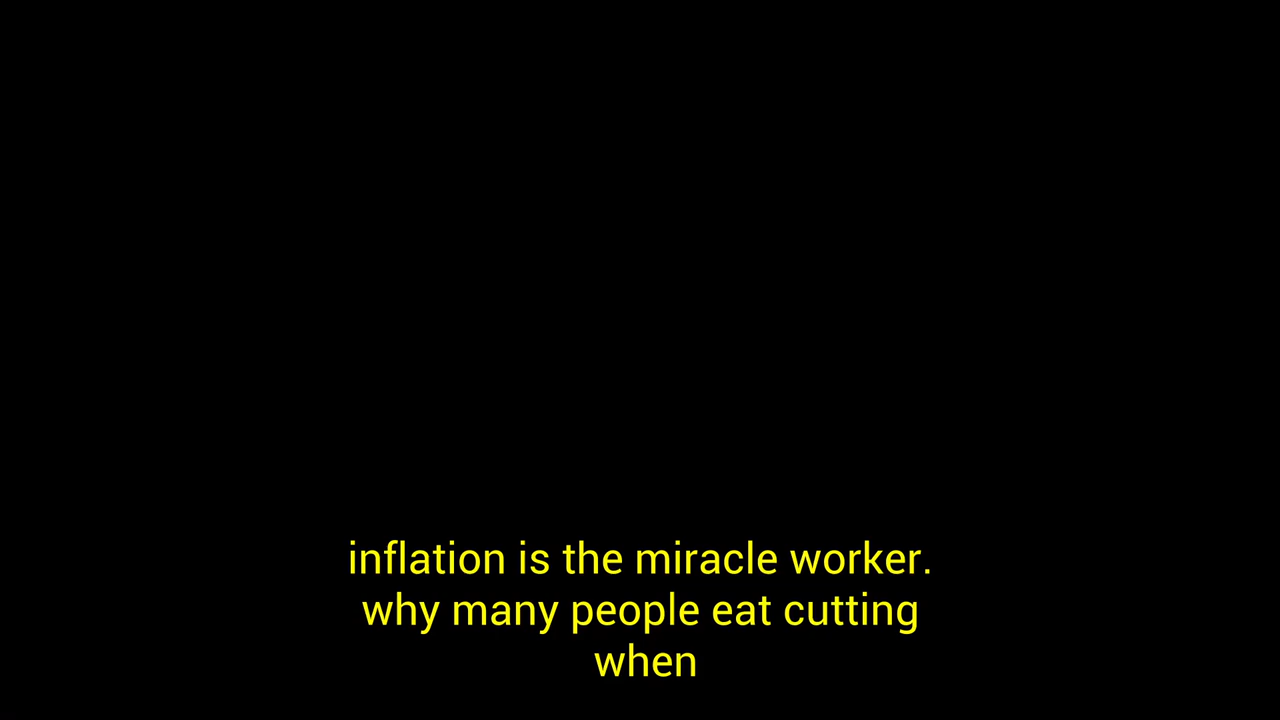 inflation is the miracle worker.
why many people eat cutting
when